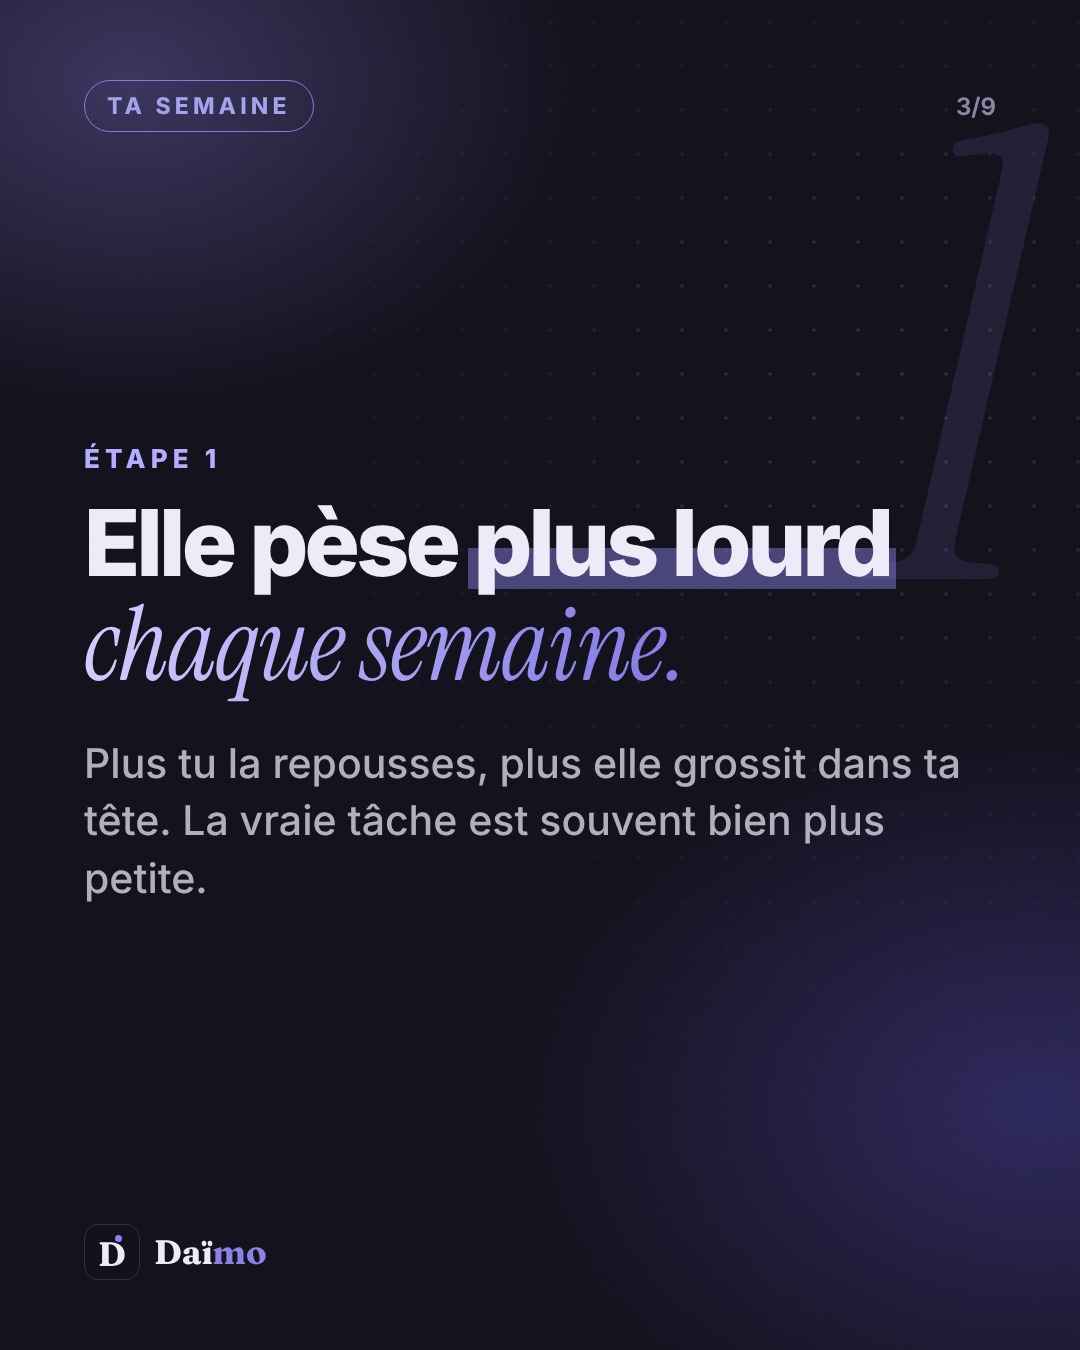 TA SEMAINE
3/9
1
ÉTAPE 1
Elle pèse plus lourd
chaque semaine.
Plus tu la repousses, plus elle grossit dans ta
tête. La vraie tâche est souvent bien plus
petite.
D Daïmo